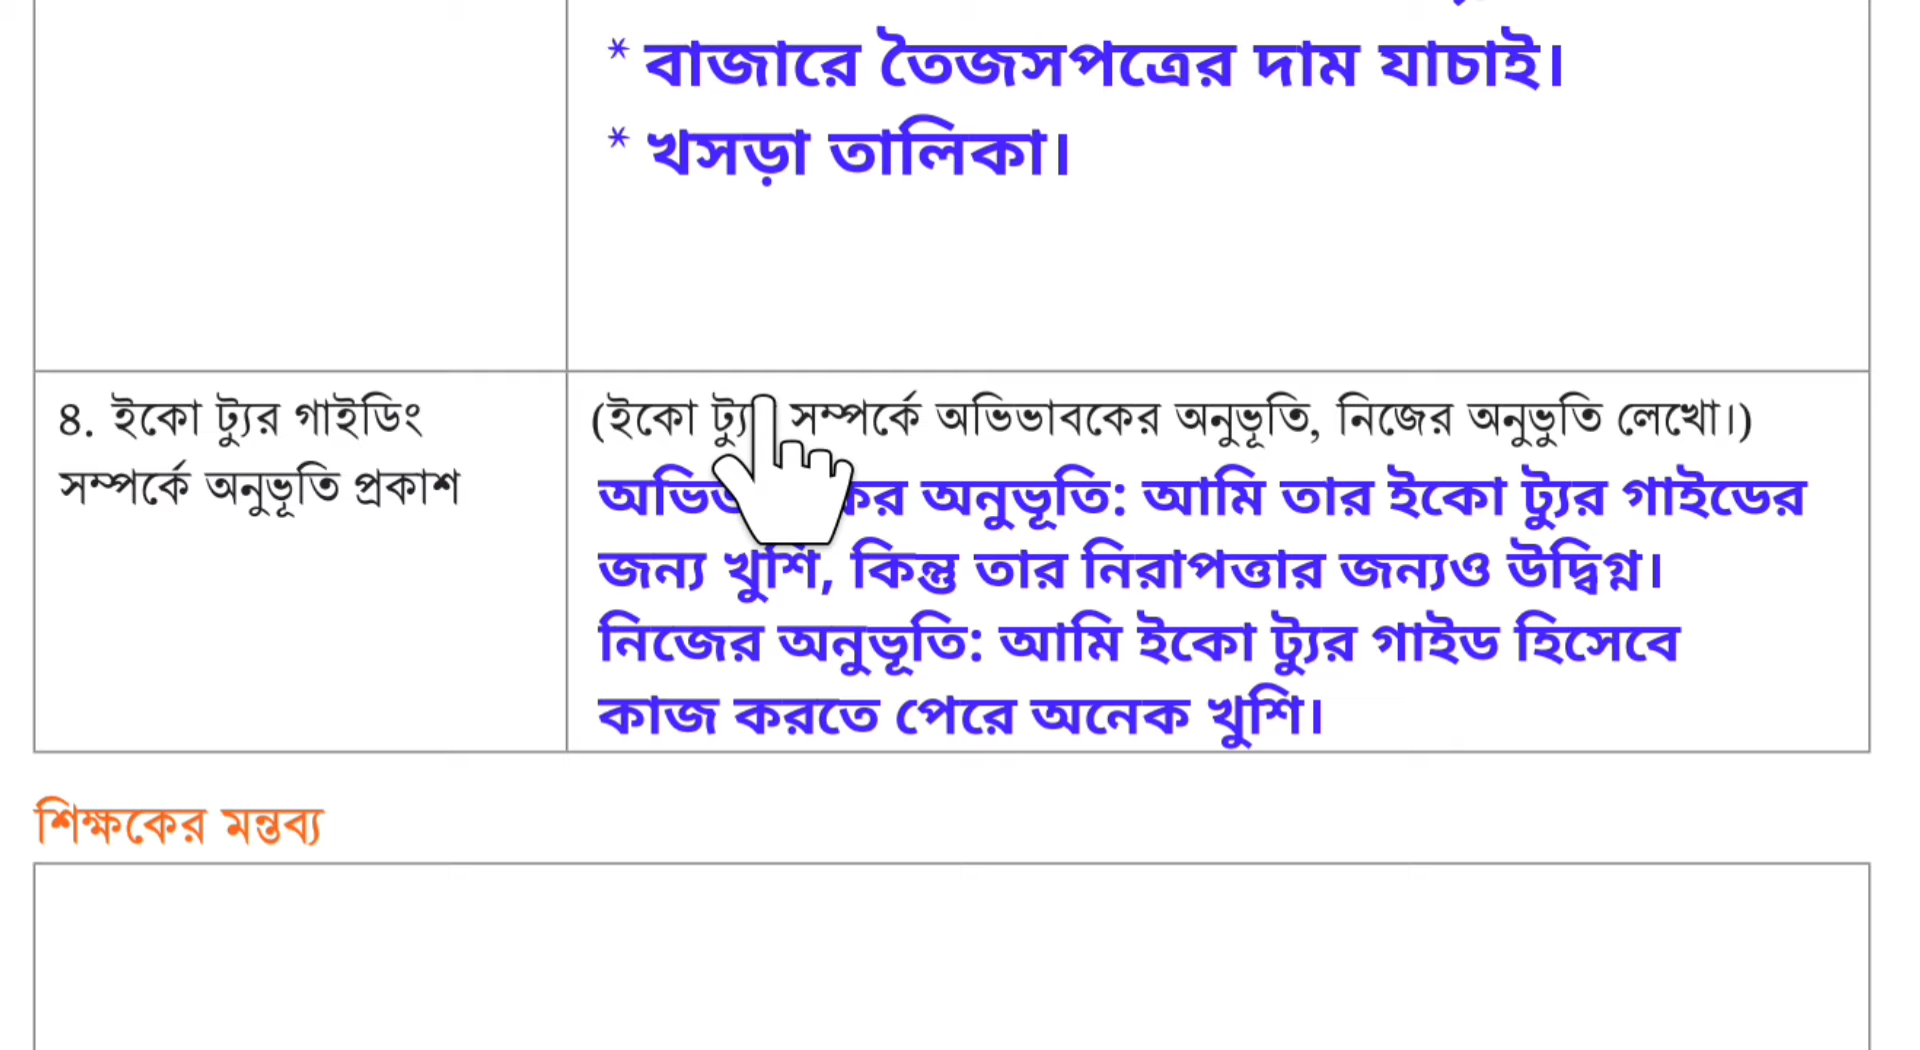 * বাজারে তৈজসপত্রের দাম যাচাই।
* খসড়া তালিকা।
৪. ইকো ট্যুর গাইডিং
সম্পর্কে অনুভূতি প্রকাশ
(ইকো সম্পর্কে অভিভাবকের অনুভূতি, নিজের অনুভুতি লেখো।)
অনুভূতি: আমি তার ইকো ট্যুর গাইডের
জন্য খুশি, কিন্তু তার নিরাপত্তার জন্যও উদ্বিগ্ন।
নিজের অনুভূতি: আমি ইকো ট্যুর গাইড হিসেবে
কাজ করতে পেরে অনেক খুশি।
শিক্ষকের মন্তব্য